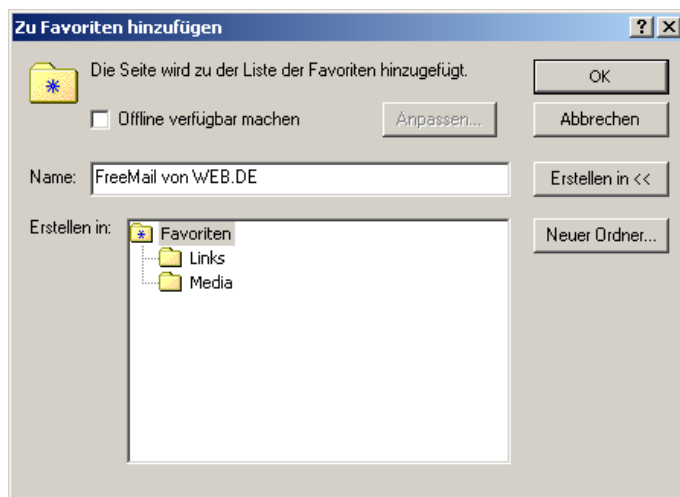 Zu Favoriten hinzufügen
Die Seite wird zu der Liste der Favoriten hinzugefügt.
OK
Offline verfügbar machen
Anpassen...
Abbrechen
Name:
FreeMail von WEB.DE
Erstellen in <<
Erstellen in:
Favoriten
Neuer Ordner...
Links
Media